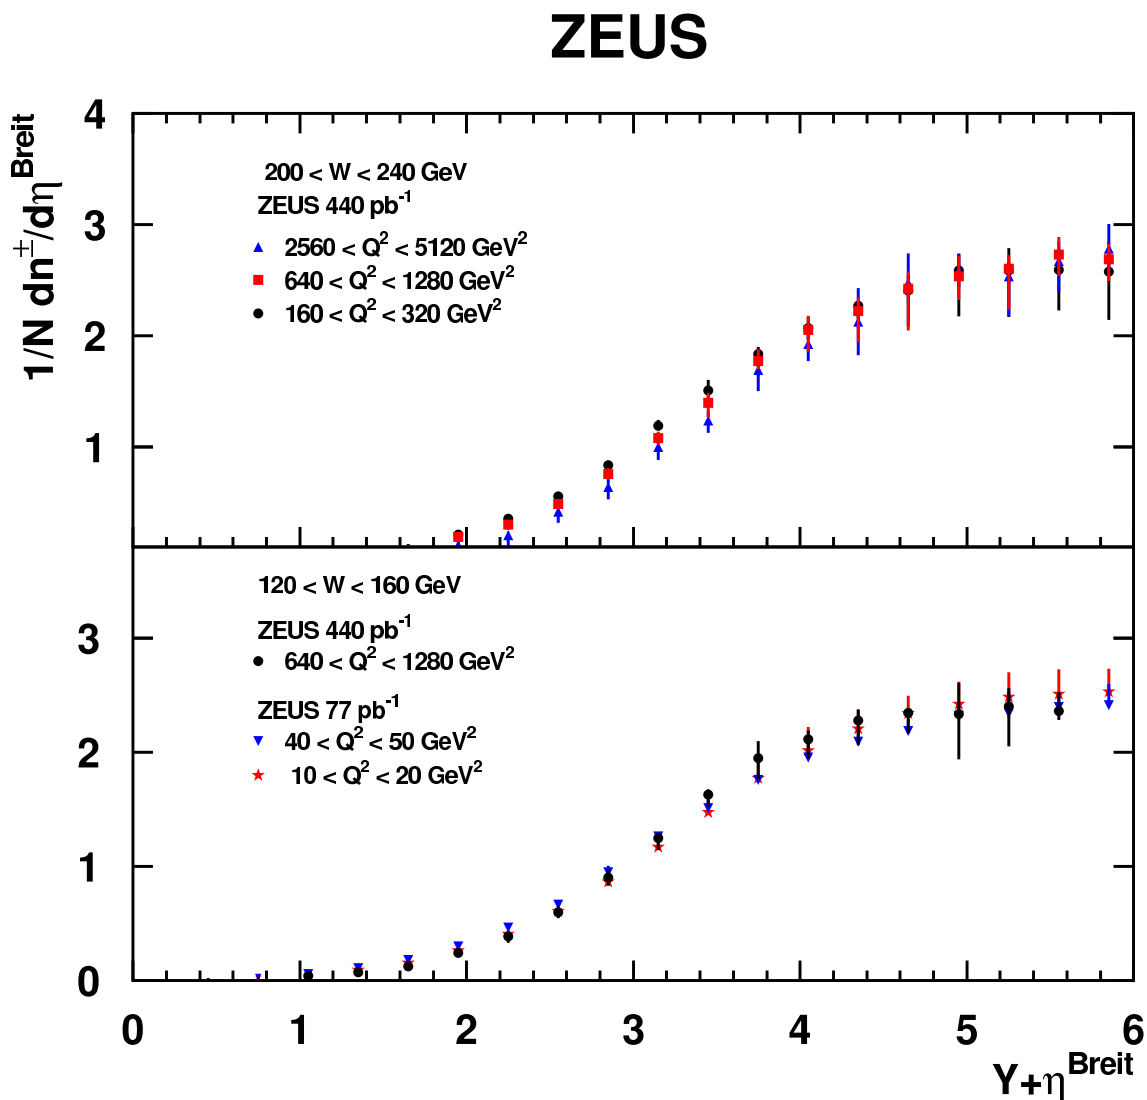 ZEUS
1/N dn±/dηBreit
4
3
2
1
200 < W < 240 GeV
ZEUS 440 pb-1
2560 < Q2 < 5120 GeV2
640 < Q2 < 1280 GeV2
160 < Q2 < 320 GeV2
3
2
1
0
120 < W < 160 GeV
ZEUS 440 pb-1
640 < Q2 < 1280 GeV2
ZEUS 77 pb-1
40 < Q2 < 50 GeV2
10 < Q2 < 20 GeV2
0 1 2 3 4 5 6
Y+ηBreit